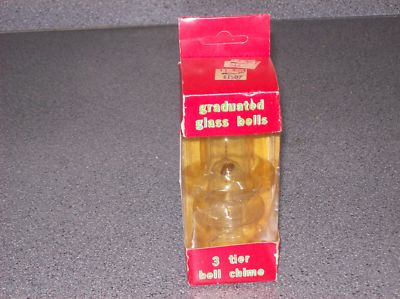 graduated
glass bells
3 tier
bell chime